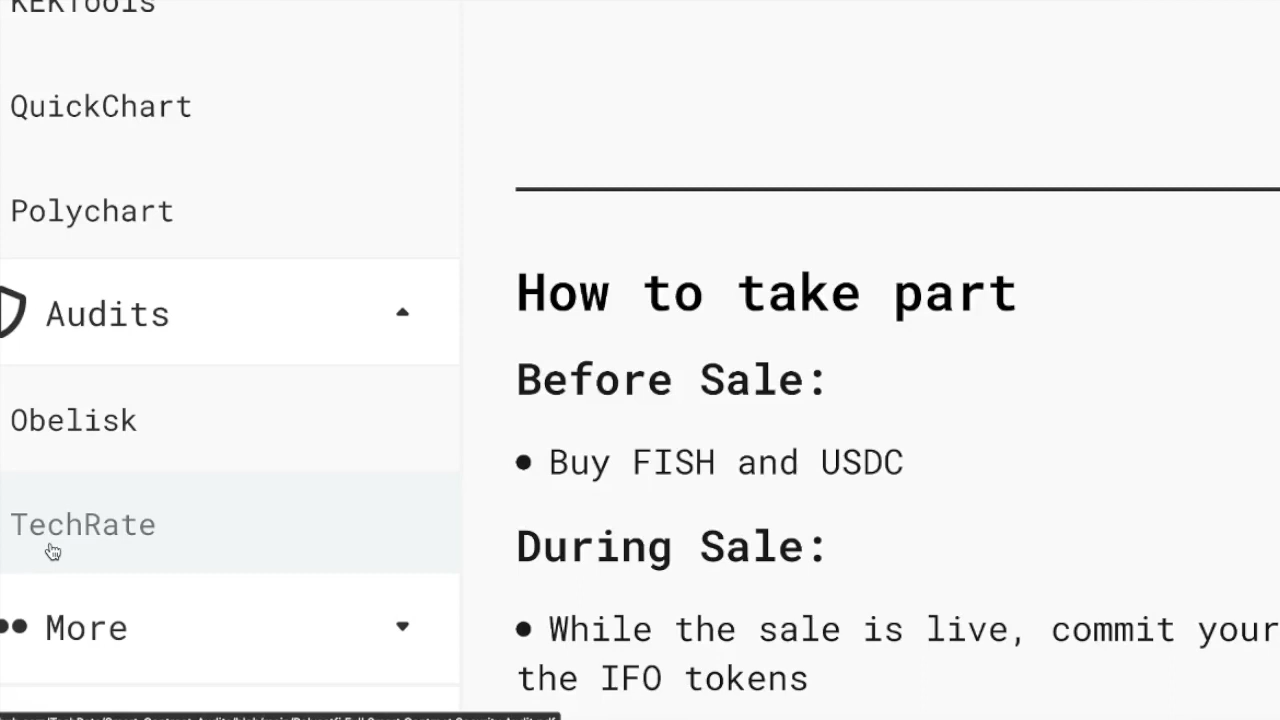 KEKTools
QuickChart
Polychart
Audits
Obelisk
TechRate
More
How to take part
Before Sale:
• Buy FISH and USDC
During Sale:
• While the sale is live, commit your
the IFO tokens